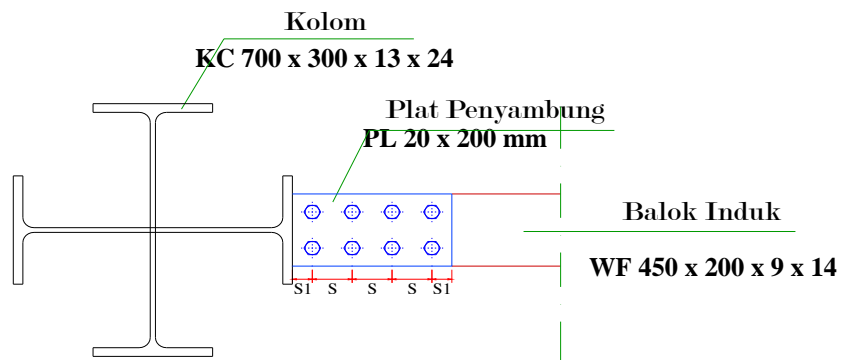 Kolom
KC 700 x 300 x 13 x 24
Plat Penyambung
PL 20 x 200 mm
Balok Induk
WF 450 x 200 x 9 x 14
S1 S S S S1